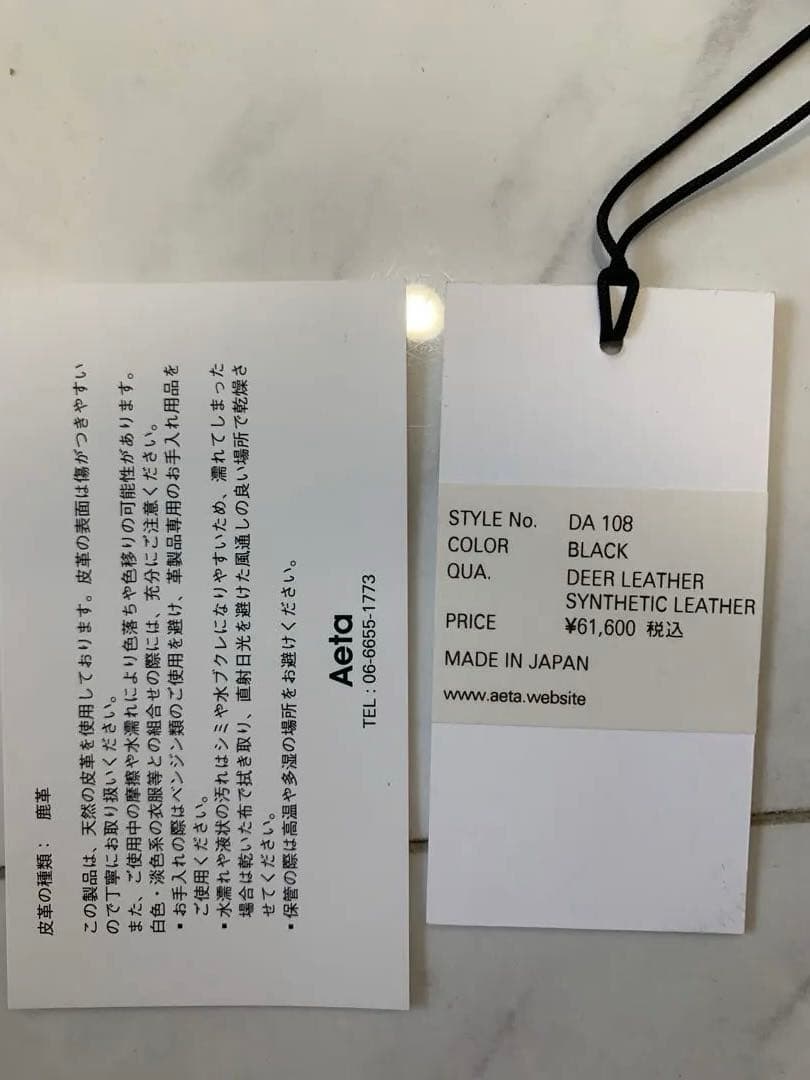 皮革の種類： 鹿革
この製品は、天然の皮革を使用しております。皮革の表面は傷がつきやすい
ので丁寧にお取り扱いください。
また、ご使用中の摩擦や水濡れにより色落ちや色移りの可能性があります。
白色・淡色系の衣服等との組合せの際には、充分にご注意ください。
▪お手入れの際はベンジン類のご使用を避け、革製品専用のお手入れ用品を
ご使用ください。
▪水濡れや液状の汚れはシミや水ブクレになりやすいため、濡れてしまった
場合は乾いた布で拭き取り、直射日光を避けた風通しの良い場所で乾燥さ
せてください。
▪保管の際は高温や多湿の場所をお避けください。
Aeta
TEL : 06-6655-1773
STYLE No. DA 108
COLOR BLACK
QUA. DEER LEATHER
SYNTHETIC LEATHER
PRICE ¥61,600 税込
MADE IN JAPAN
www.aeta.website